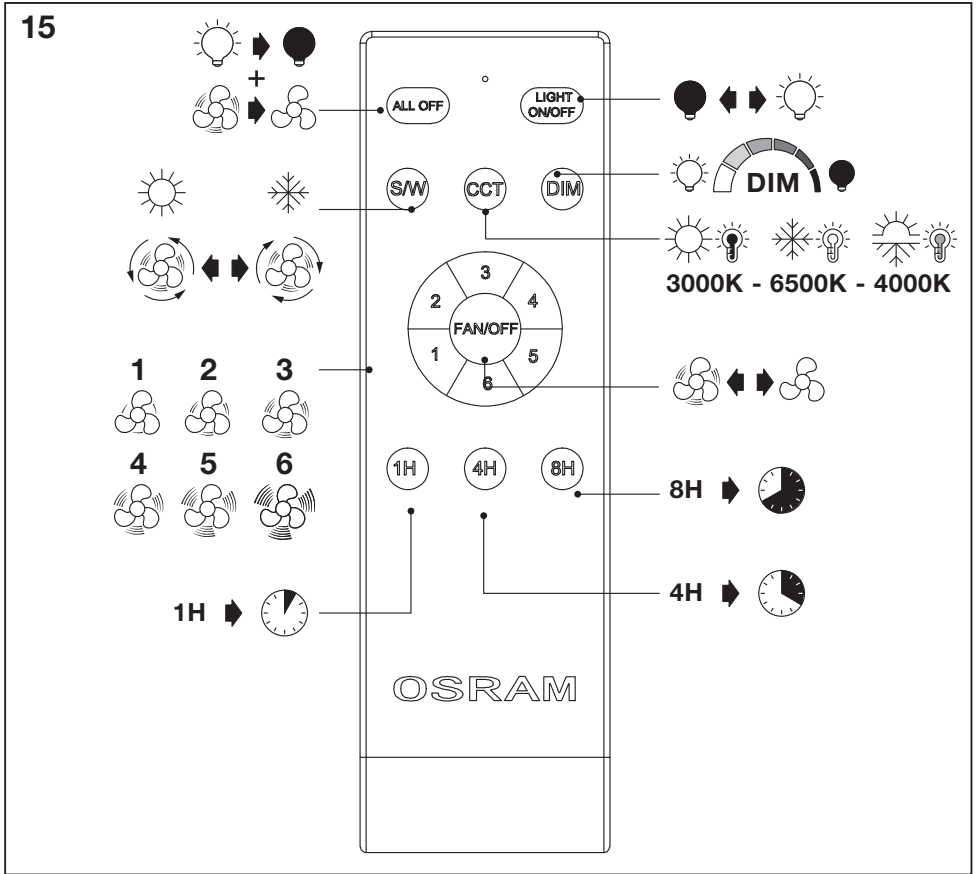 15
ALL OFF
LIGHT
ON/OFF
+
DIM
S/W
CCT
DIM
3000K - 6500K - 4000K
3
2
4
FAN/OFF
1
5
6
1 2 3
4 5 6
1H
4H
8H
8H
4H
1H
OSRAM